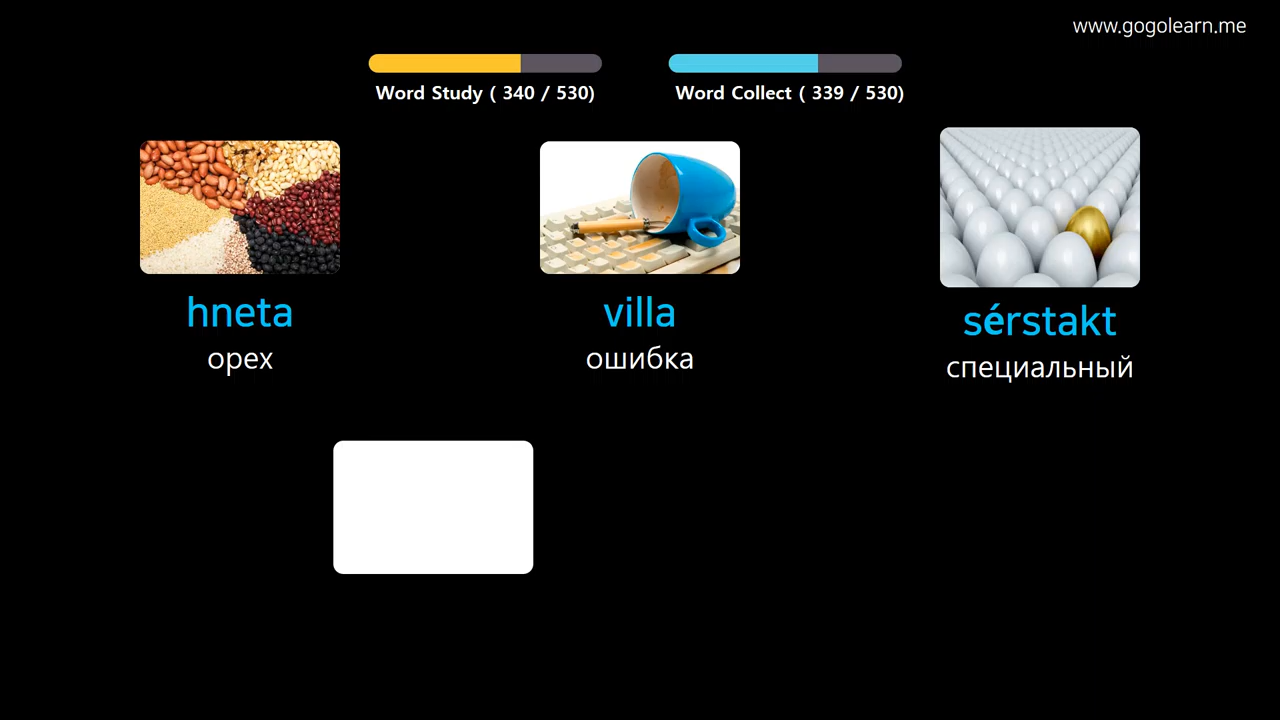 www.gogolearn.me
Word Study ( 340 / 530)
Word Collect ( 339 / 530)
hneta
орех
villa
ошибка
sérstakt
специальный